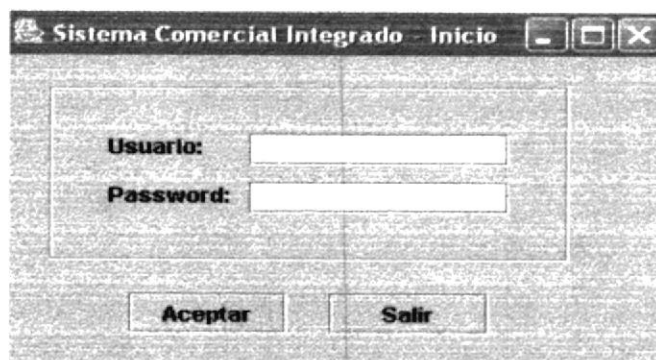 Sistema Comercial Integrado - Inicio
Usuario:
Password:
Aceptar Salir